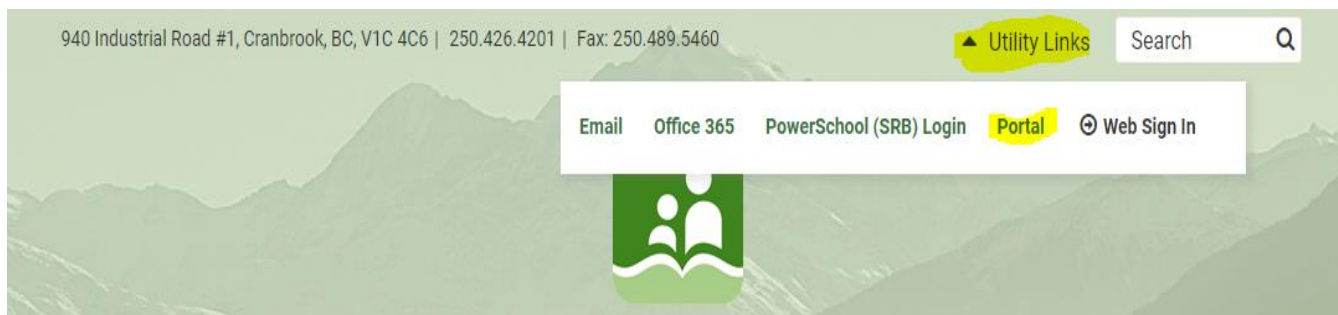 940 Industrial Road #1, Cranbrook, BC, V1C 4C6 | 250.426.4201 | Fax: 250.489.5460 Utility Links Search
Email Office 365 PowerSchool (SRB) Login Portal Web Sign In